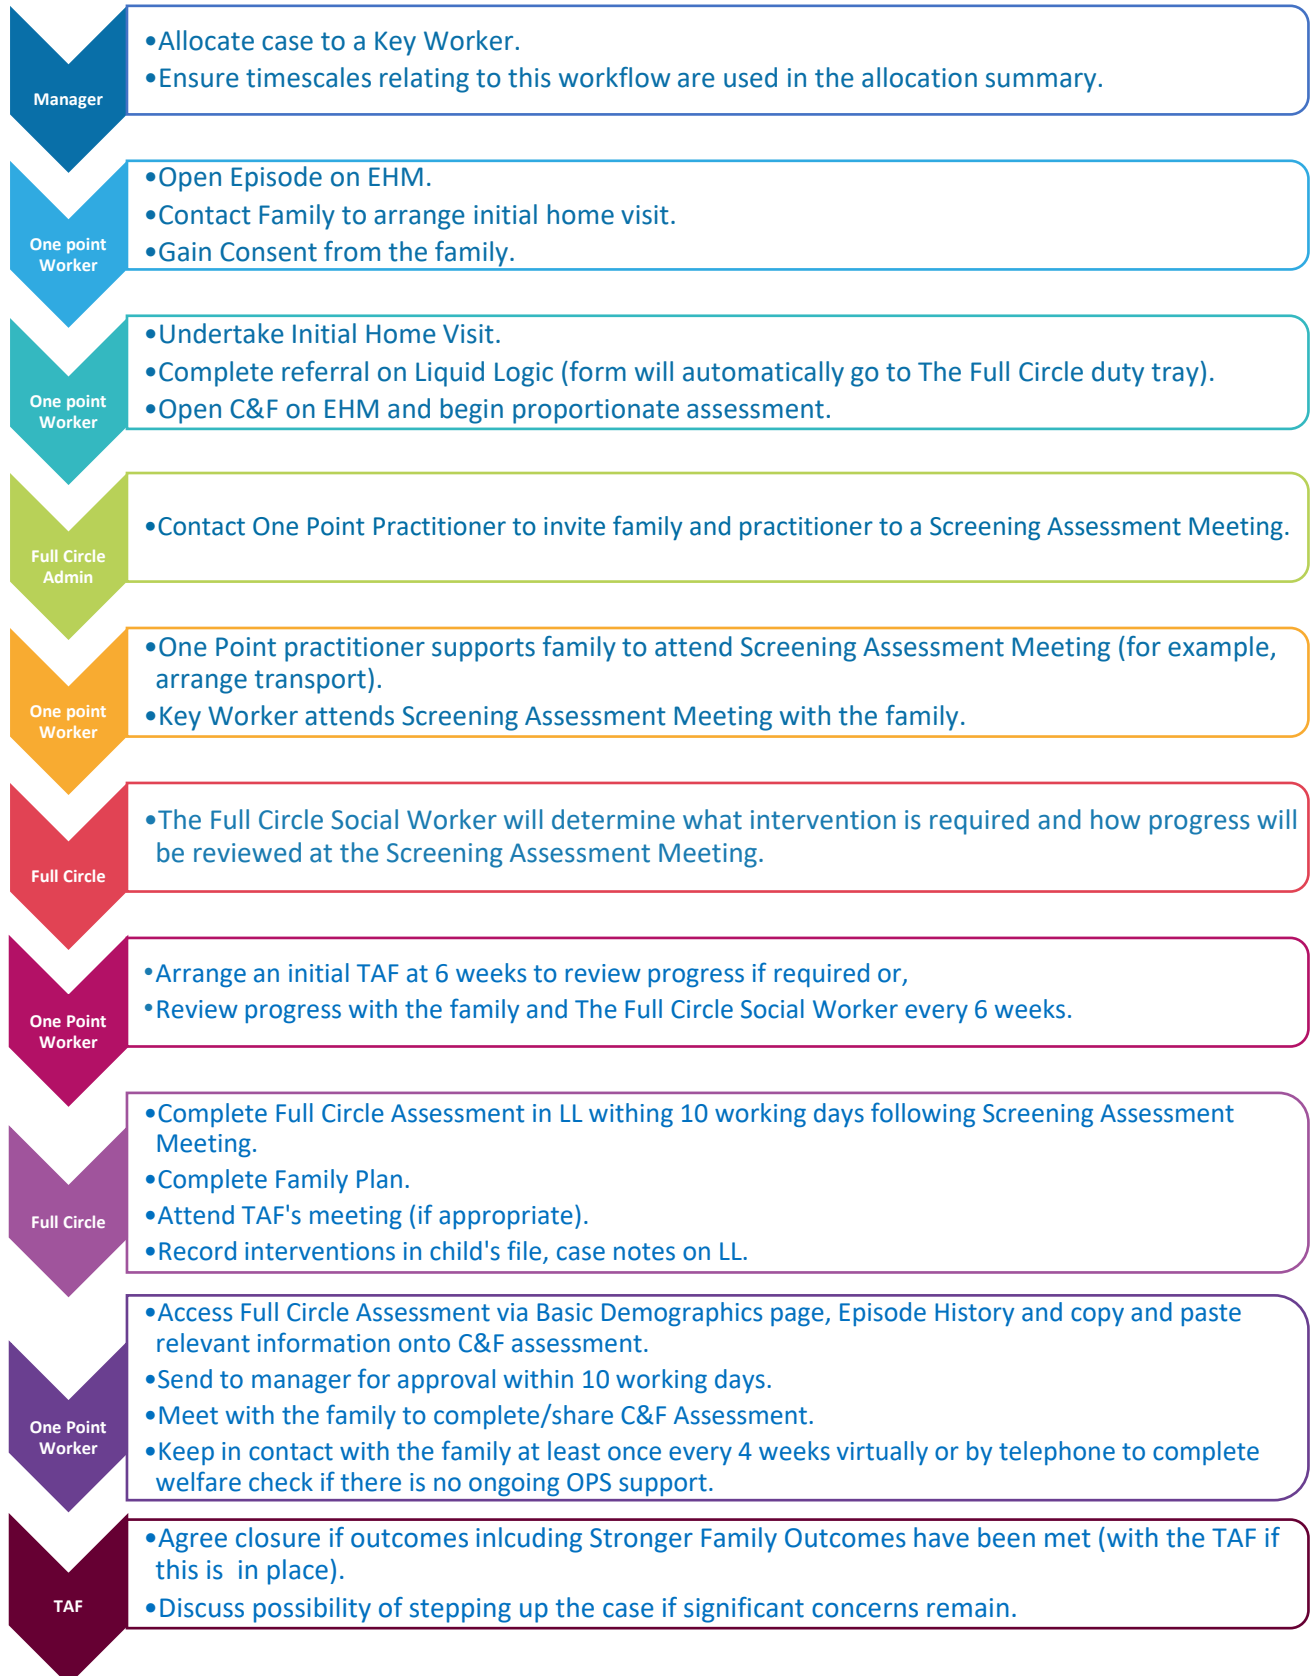 Manager
•Allocate case to a Key Worker.
•Ensure timescales relating to this workflow are used in the allocation summary.
One point
Worker
•Open Episode on EHM.
•Contact Family to arrange initial home visit.
•Gain Consent from the family.
One point
Worker
•Undertake Initial Home Visit.
•Complete referral on Liquid Logic (form will automatically go to The Full Circle duty tray).
•Open C&F on EHM and begin proportionate assessment.
Full Circle
Admin
•Contact One Point Practitioner to invite family and practitioner to a Screening Assessment Meeting.
One point
Worker
•One Point practitioner supports family to attend Screening Assessment Meeting (for example,
arrange transport).
•Key Worker attends Screening Assessment Meeting with the family.
Full Circle
•The Full Circle Social Worker will determine what intervention is required and how progress will
be reviewed at the Screening Assessment Meeting.
One Point
Worker
•Arrange an initial TAF at 6 weeks to review progress if required or,
•Review progress with the family and The Full Circle Social Worker every 6 weeks.
Full Circle
•Complete Full Circle Assessment in LL withing 10 working days following Screening Assessment
Meeting.
•Complete Family Plan.
•Attend TAF's meeting (if appropriate).
•Record interventions in child's file, case notes on LL.
One Point
Worker
•Access Full Circle Assessment via Basic Demographics page, Episode History and copy and paste
relevant information onto C&F assessment.
•Send to manager for approval within 10 working days.
•Meet with the family to complete/share C&F Assessment.
•Keep in contact with the family at least once every 4 weeks virtually or by telephone to complete
welfare check if there is no ongoing OPS support.
TAF
•Agree closure if outcomes inlcuding Stronger Family Outcomes have been met (with the TAF if
this is in place).
•Discuss possibility of stepping up the case if significant concerns remain.